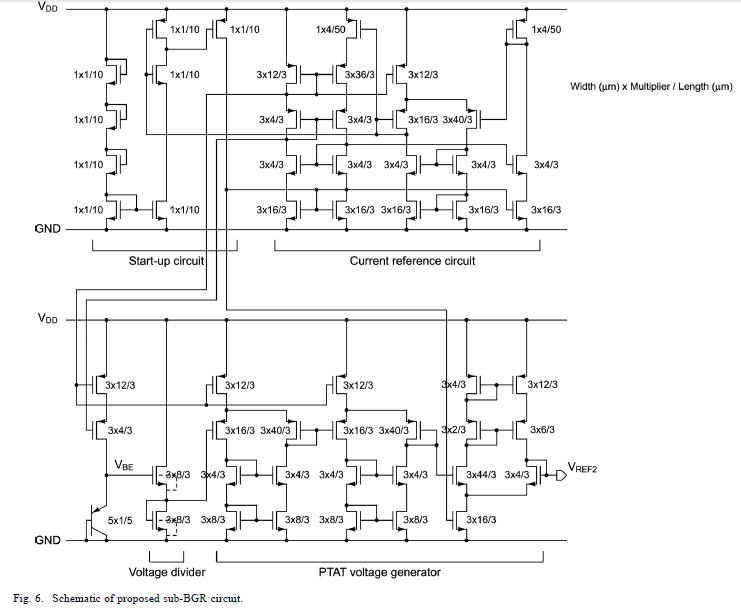 VDD
1x1/10 1x1/10 1x4/50 1x4/50
1x1/10 1x1/10 3x12/3 3x36/3 3x12/3
Width (μm) x Multiplier / Length (μm)
1x1/10 3x4/3 3x4/3 3x16/3 3x40/3
1x1/10 3x4/3 3x4/3 3x4/3 3x4/3 3x4/3
1x1/10 1x1/10 3x16/3 3x16/3 3x16/3 3x16/3 3x16/3
GND
Start-up circuit Current reference circuit
VDD
3x12/3 3x12/3 3x12/3 3x4/3 3x12/3
3x4/3 3x16/3 3x40/3 3x16/3 3x40/3 3x2/3 3x6/3
VBE 3x8/3 3x4/3 3x4/3 3x4/3 3x4/3 3x44/3 3x4/3 VREF2
5x1/5 3x8/3 3x8/3 3x8/3 3x8/3 3x8/3 3x16/3
GND
Voltage divider PTAT voltage generator
Fig. 6. Schematic of proposed sub-BGR circuit.